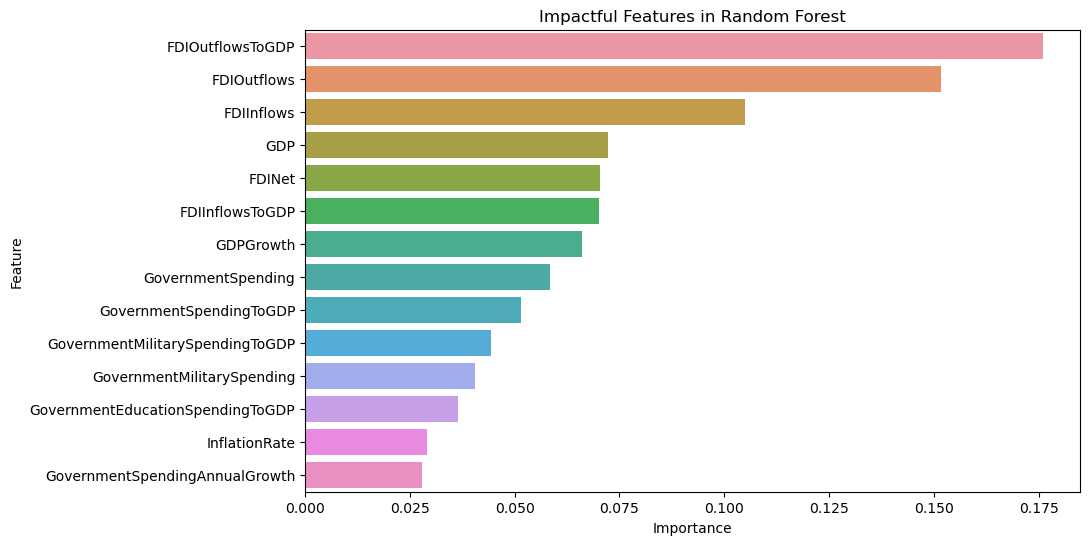 Impactful Features in Random Forest
Feature
FDIOutflowsToGDP
FDIOutflows
FDIInflows
GDP
FDINet
FDIInflowsToGDP
GDPGrowth
GovernmentSpending
GovernmentSpendingToGDP
GovernmentMilitarySpendingToGDP
GovernmentMilitarySpending
GovernmentEducationSpendingToGDP
InflationRate
GovernmentSpendingAnnualGrowth
0.000 0.025 0.050 0.075 0.100 0.125 0.150 0.175
Importance